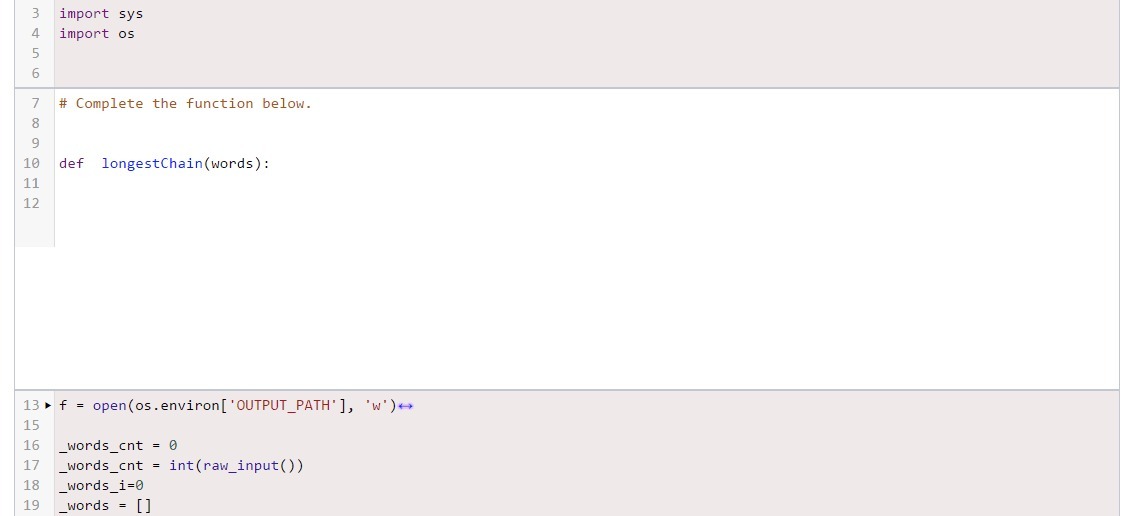 3 import sys
4 import os
5
6
7 # Complete the function below.
8
9
10 def  longestChain(words):
11
12
13 f = open(os.environ['OUTPUT_PATH'], 'w')
15
16 _words_cnt = 0
17 _words_cnt = int(raw_input())
18 _words_i=0
19 _words = []